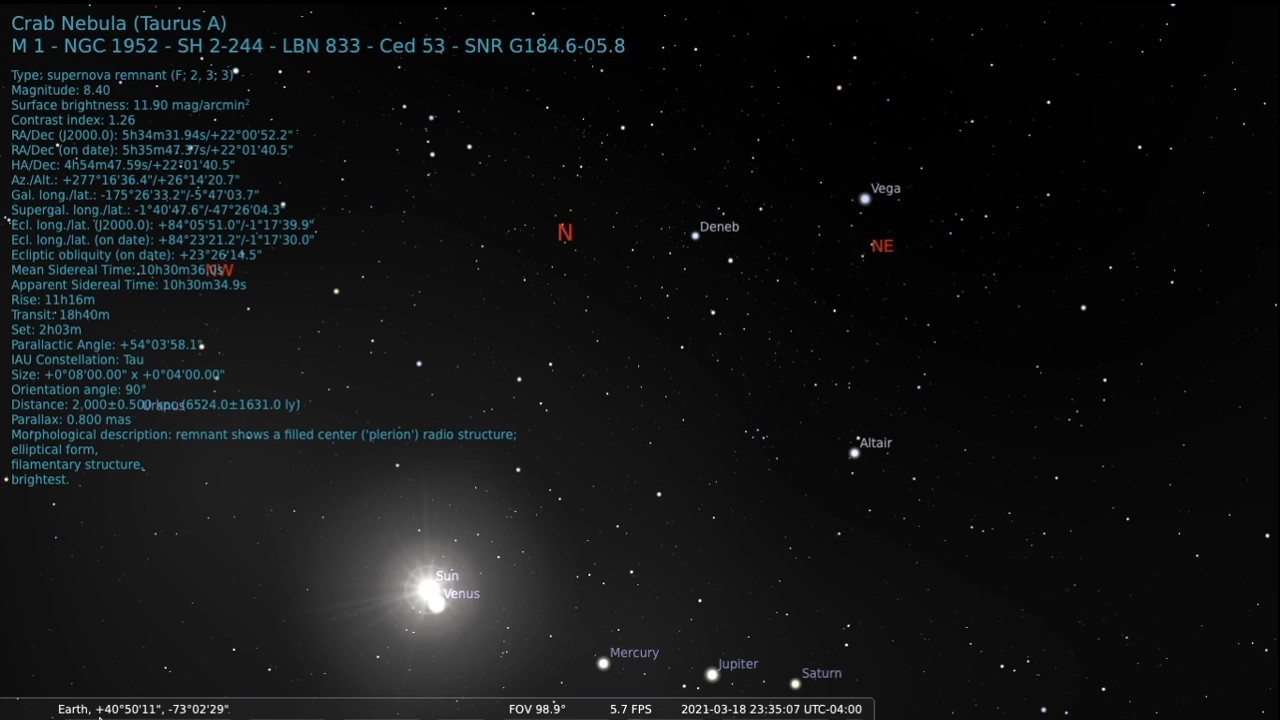 Crab Nebula (Taurus A)
M 1 - NGC 1952 - SH 2-244 - LBN 833 - Ced 53 - SNR G184.6-05.8
Type: supernova remnant (F; 2, 3; 3)
Magnitude: 8.40
Surface brightness: 11.90 mag/arcmin²
Contrast index: 1.26
RA/Dec (J2000.0): 5h34m31.94s/+22°00'52.2"
RA/Dec (on date): 5h35m47.37s/+22°01'40.5"
HA/Dec: 4h54m47.59s/+22°01'40.5"
Az./Alt.: +277°16'36.4"/+26°14'20.7"
Gal. long./lat.: -175°26'33.2"/-5°47'03.7"
Supergal. long./lat.: -1°40'47.6"/-47°26'04.3"
Ecl. long./lat. (J2000.0): +84°05'51.0"/-1°17'39.9"
Ecl. long./lat. (on date): +84°23'21.2"/-1°17'30.0"
Ecliptic obliquity (on date): +23°26'14.5"
Mean Sidereal Time: 10h30m36.0s
Apparent Sidereal Time: 10h30m34.9s
Rise: 11h16m
Transit: 18h40m
Set: 2h03m
Parallactic Angle: +54°03'58.1"
IAU Constellation: Tau
Size: +0°08'00.00" x +0°04'00.00"
Orientation angle: 90°
Distance: 2,000±0.500 kpc (6524.0±1631.0 ly)
Parallax: 0.800 mas
Morphological description: remnant shows a filled center ('plerion') radio structure;
elliptical form,
filamentary structure,
brightest.
Vega
Deneb
N
NE
NW
Uranus
Altair
Sun
Venus
Mercury
Jupiter
Saturn
Earth, +40°50'11", -73°02'29" FOV 98.9° 5.7 FPS 2021-03-18 23:35:07 UTC-04:00